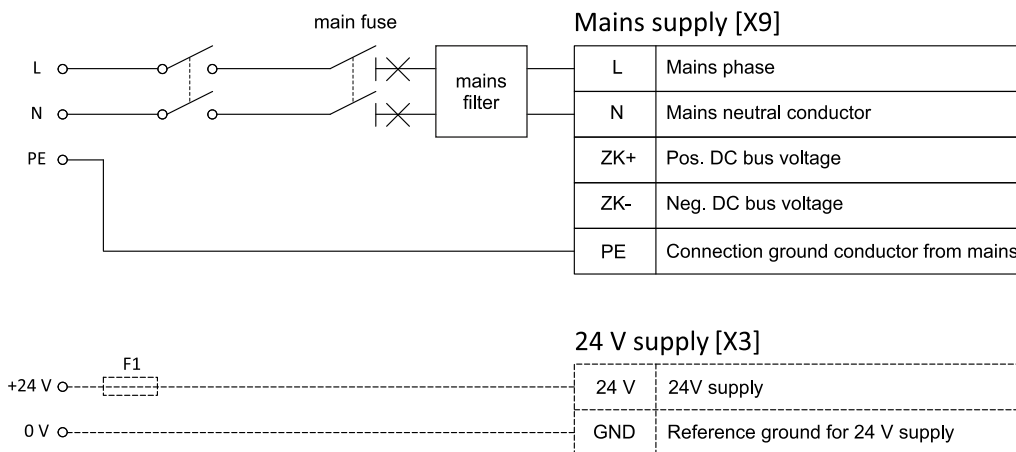 main fuse
Mains supply [X9]
L
mains
filter
L Mains phase
N
N Mains neutral conductor
PE
ZK+ Pos. DC bus voltage
ZK- Neg. DC bus voltage
PE Connection ground conductor from mains
24 V supply [X3]
F1
+24 V
24 V 24V supply
0 V
GND Reference ground for 24 V supply